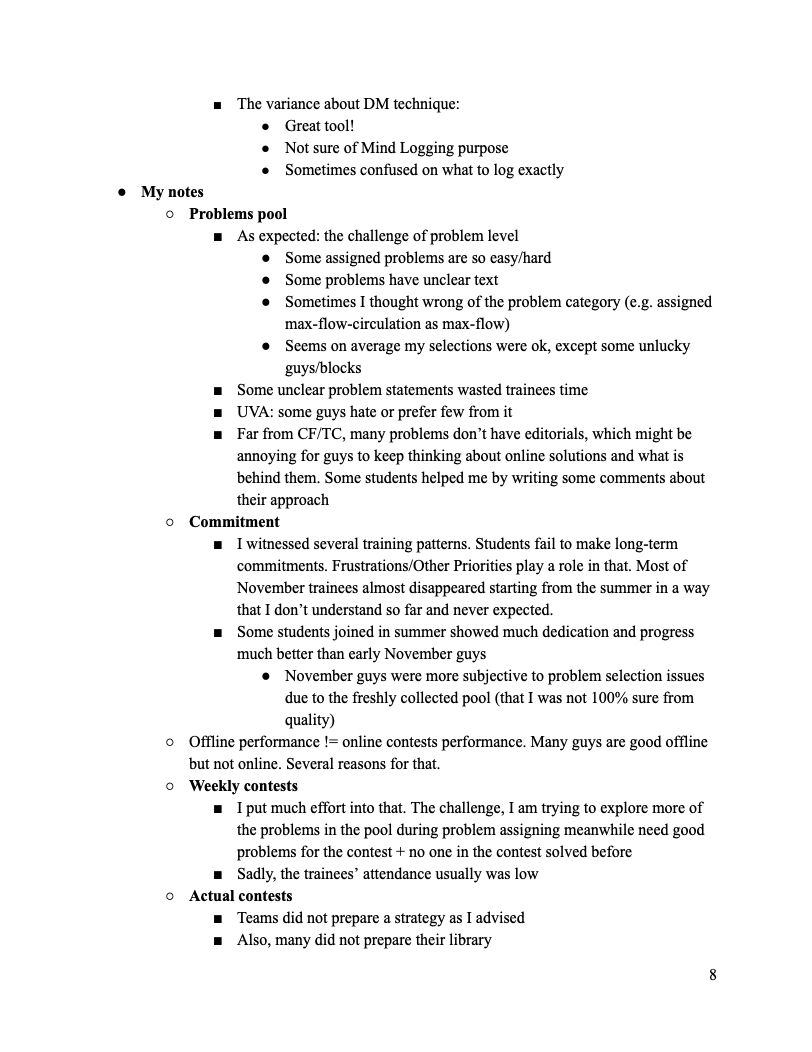 ■ The variance about DM technique:
● Great tool!
● Not sure of Mind Logging purpose
● Sometimes confused on what to log exactly
● My notes
○ Problems pool
■ As expected: the challenge of problem level
● Some assigned problems are so easy/hard
● Some problems have unclear text
● Sometimes I thought wrong of the problem category (e.g. assigned
max-flow-circulation as max-flow)
● Seems on average my selections were ok, except some unlucky
guys/blocks
■ Some unclear problem statements wasted trainees time
■ UVA: some guys hate or prefer few from it
■ Far from CF/TC, many problems don’t have editorials, which might be
annoying for guys to keep thinking about online solutions and what is
behind them. Some students helped me by writing some comments about
their approach
○ Commitment
■ I witnessed several training patterns. Students fail to make long-term
commitments. Frustrations/Other Priorities play a role in that. Most of
November trainees almost disappeared starting from the summer in a way
that I don’t understand so far and never expected.
■ Some students joined in summer showed much dedication and progress
much better than early November guys
● November guys were more subjective to problem selection issues
due to the freshly collected pool (that I was not 100% sure from
quality)
○ Offline performance != online contests performance. Many guys are good offline
but not online. Several reasons for that.
○ Weekly contests
■ I put much effort into that. The challenge, I am trying to explore more of
the problems in the pool during problem assigning meanwhile need good
problems for the contest + no one in the contest solved before
■ Sadly, the trainees’ attendance usually was low
○ Actual contests
■ Teams did not prepare a strategy as I advised
■ Also, many did not prepare their library
8